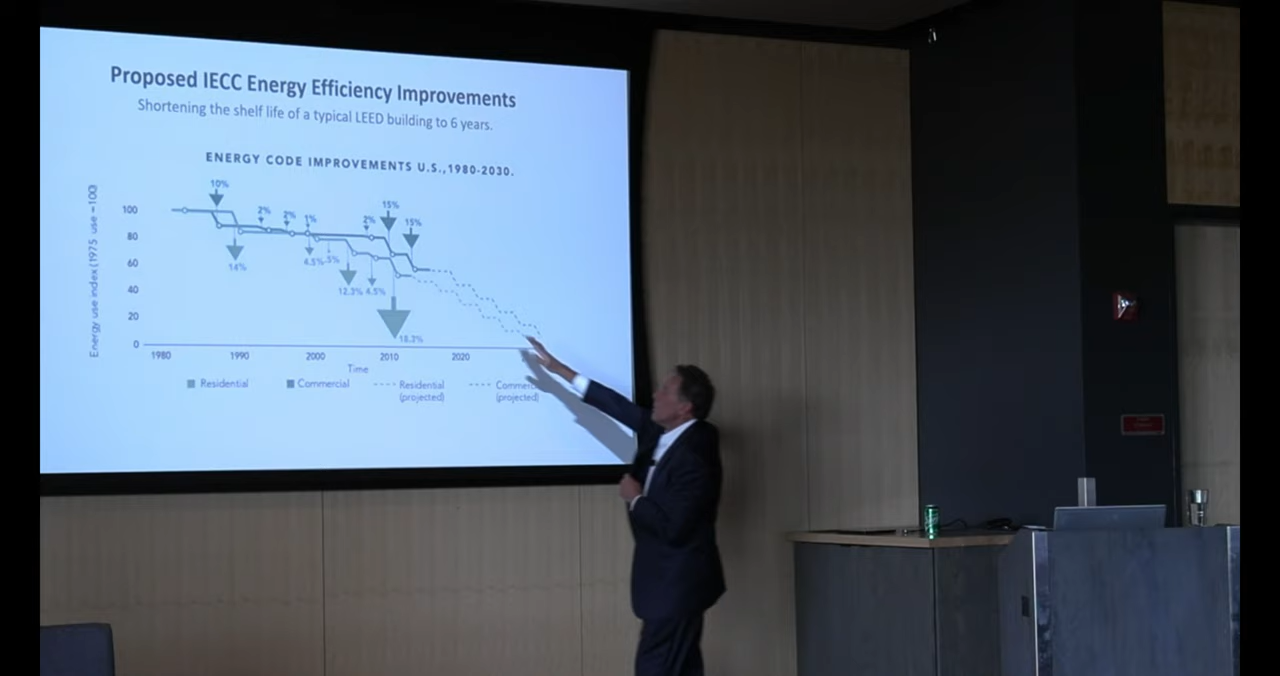 Proposed IECC Energy Efficiency Improvements
Shortening the shelf life of a typical LEED building to 6 years.
ENERGY CODE IMPROVEMENTS U.S.,1980-2030.
Energy use index (1975 use =100)
100
80
60
40
20
0
10%
2%
2%
1%
2%
15%
15%
14%
4.5%
.5%
12.3%
4.5%
18.2%
1980
1990
2000
2010
2020
Time
Residential
Commercial
Residential
(projected)
(projected)